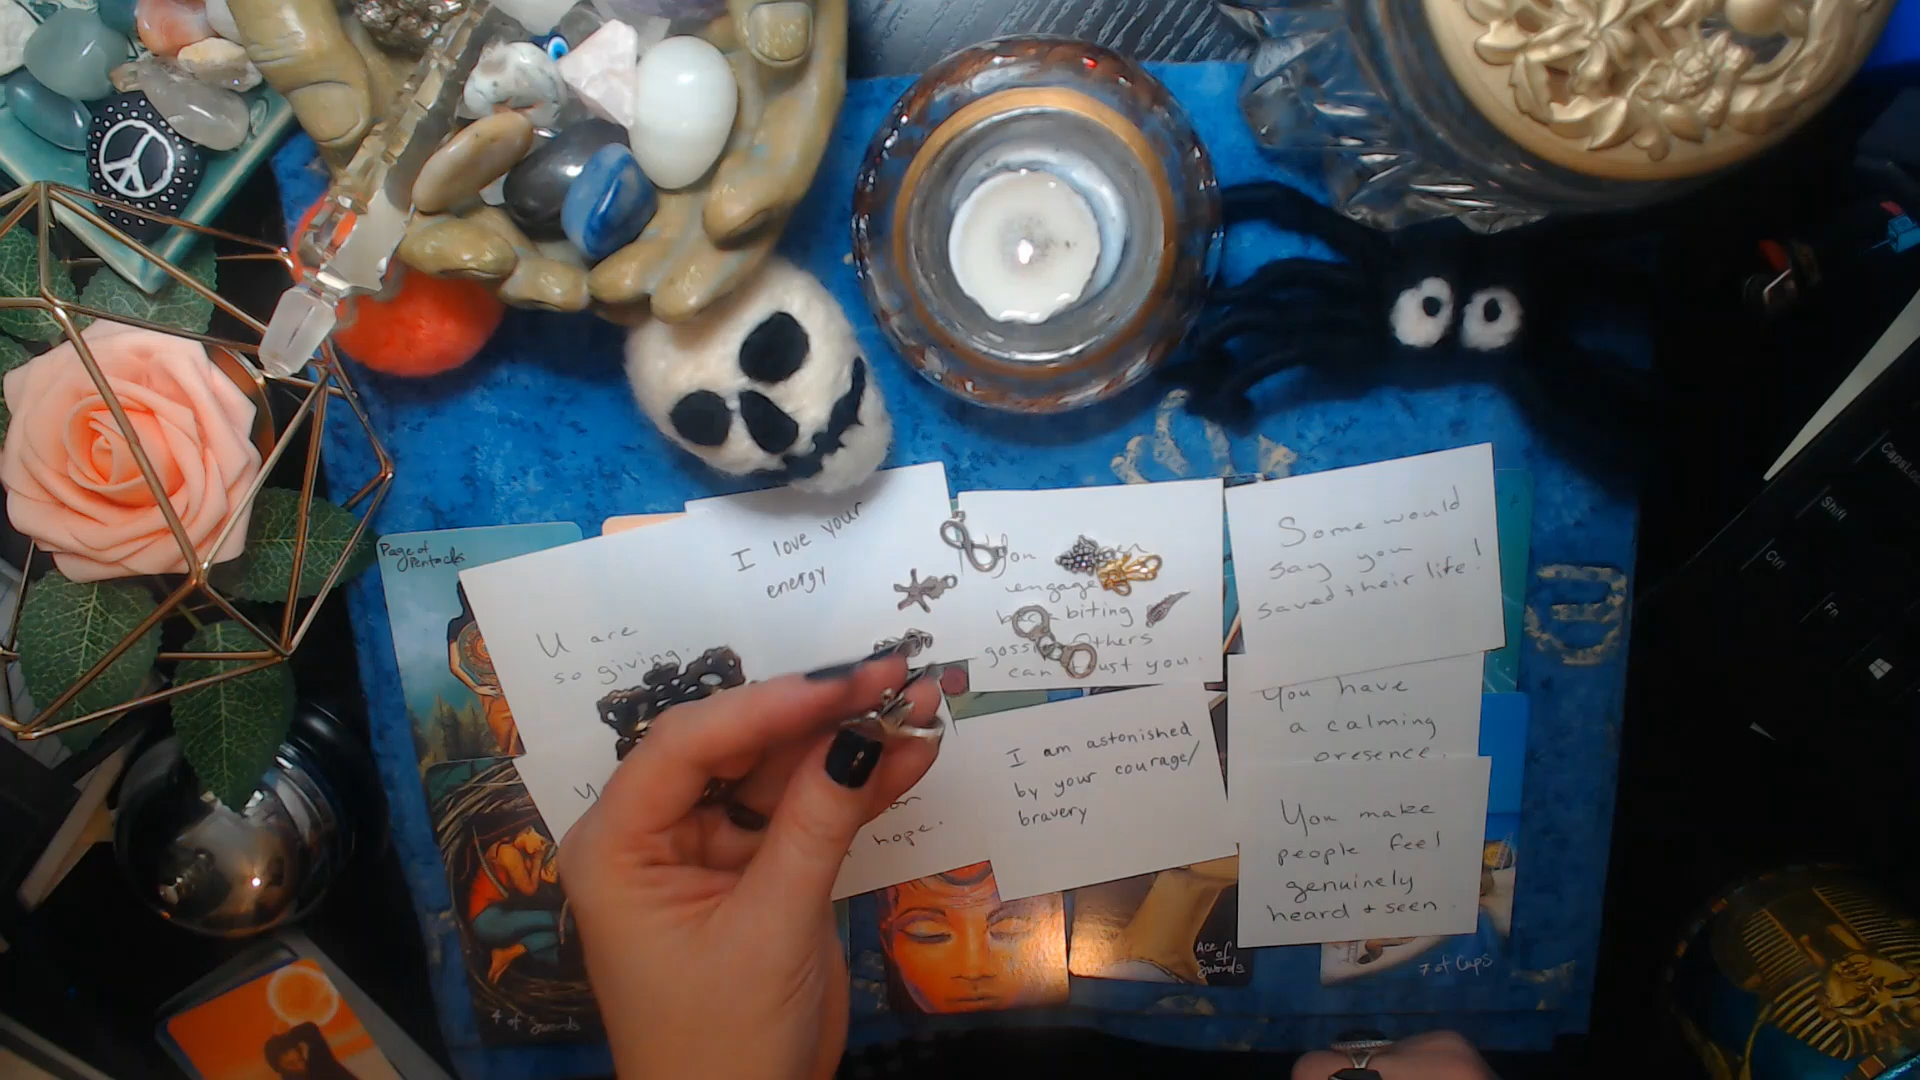 Page of
Pentacles
I love your
energy
U are
so giving.
You
engage
biting
Others
can
you.
Some would
say you
saved their life!
You have
a calming
presence.
I am astonished
by your courage/
bravery
hope.
You make
people feel
genuinely
heard + seen.
4 of Swords
Ace
of
Swords
7 of Cups
CapsLo
Shift
Ctrl
Fn